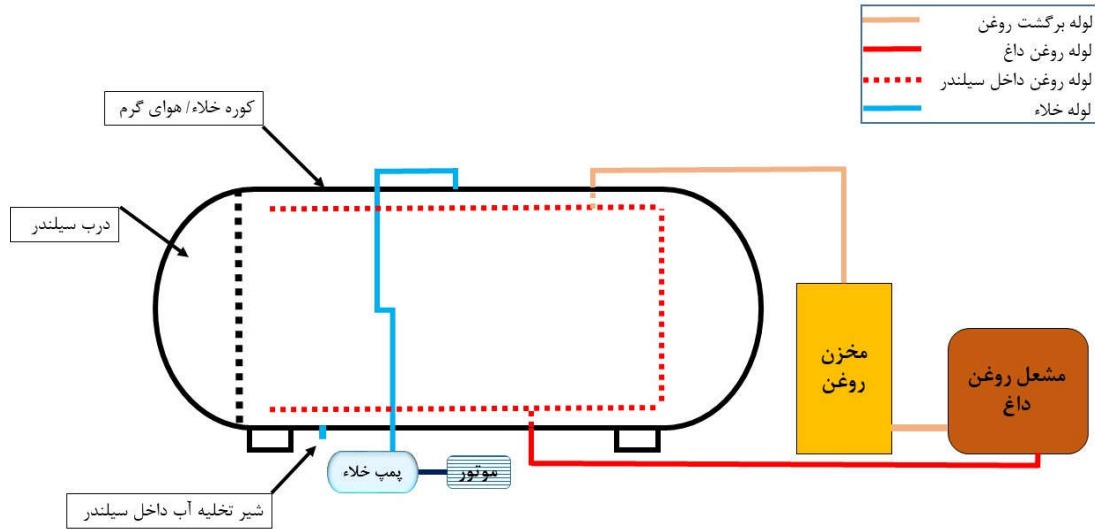 لوله برگشت روغن
لوله روغن داغ
لوله روغن داخل سیلندر
لوله خلاء
کوره خلاء/ هوای گرم
درب سیلندر
مخزن
روغن
مشعل روغن
داغ
پمپ خلاء
موتور
شیر تخلیه آب داخل سیلندر